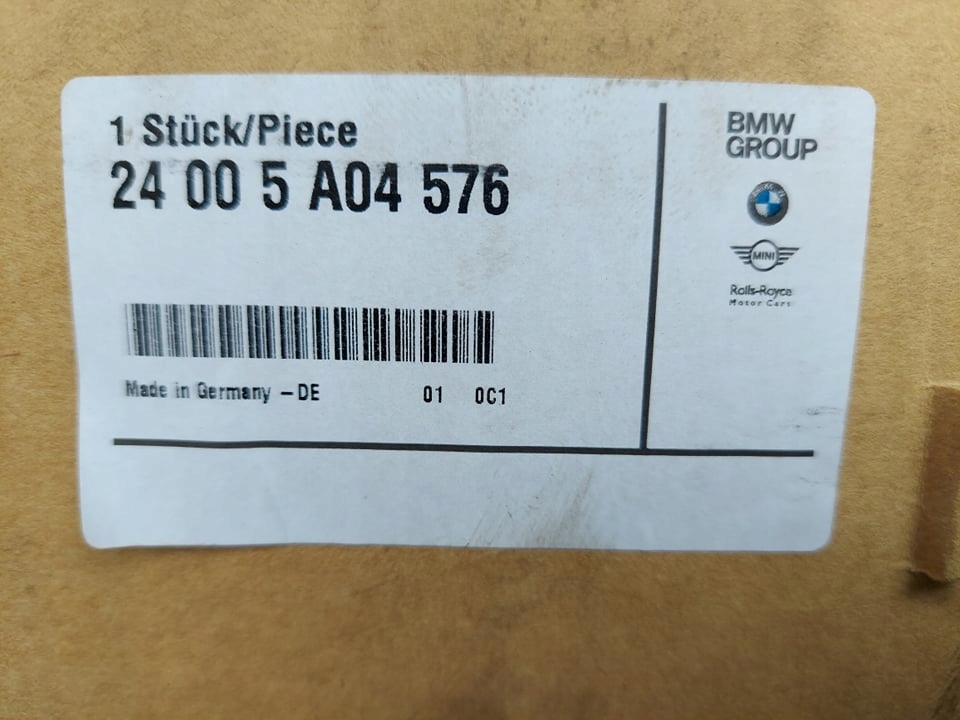 1 Stück/Piece
24 00 5 A04 576
Made in Germany – DE 01 0C1
BMW
GROUP
MINI
Rolls-Royce
Motor Cars